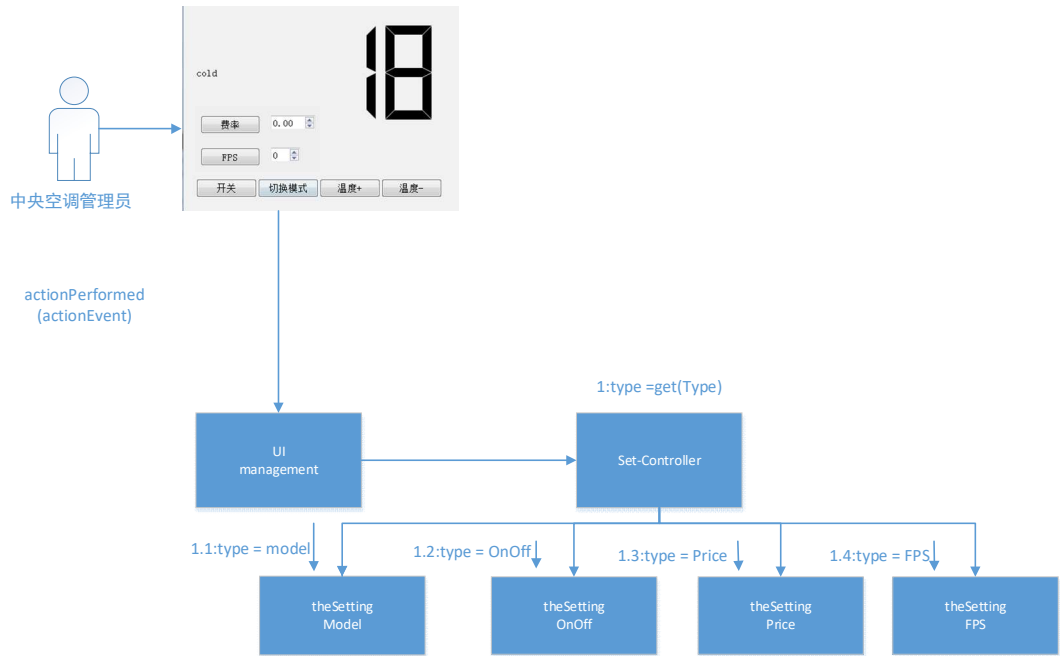 18
cold
费率 0.00
FPS 0
开关 切换模式 温度+ 温度-
中央空调管理员
actionPerformed
(actionEvent)
1:type =get(Type)
UI
management
Set-Controller
1.1:type = model
1.2:type = OnOff
1.3:type = Price
1.4:type = FPS
theSetting
Model
theSetting
OnOff
theSetting
Price
theSetting
FPS